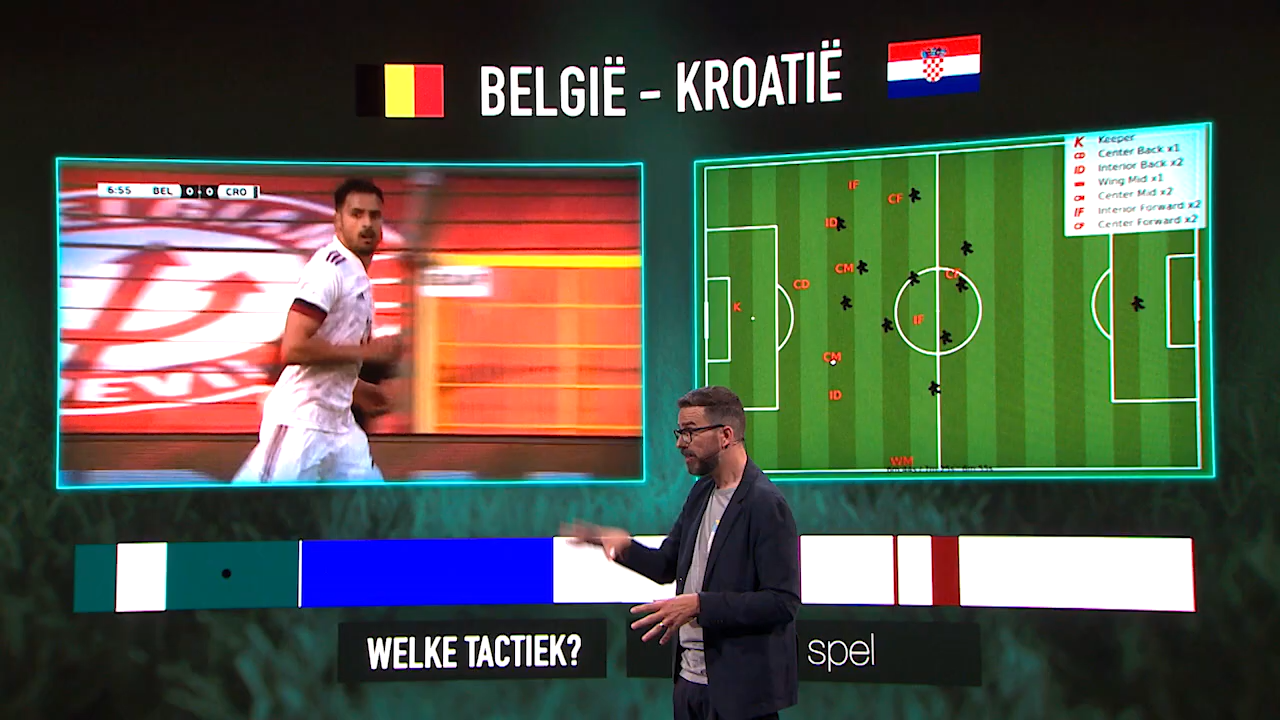 BELGIË - KROATIË
6:55 BEL 0 - 0 CRO
K Keeper
CD Center Back x1
ID Interior Back x2
Wing Mid x1
CM Center Mid x2
IF Interior Forward x2
CF Center Forward x2
IF
CF
ID
CM
CD
CF
K
IF
CM
ID
WM
WELKE TACTIEK?
spel